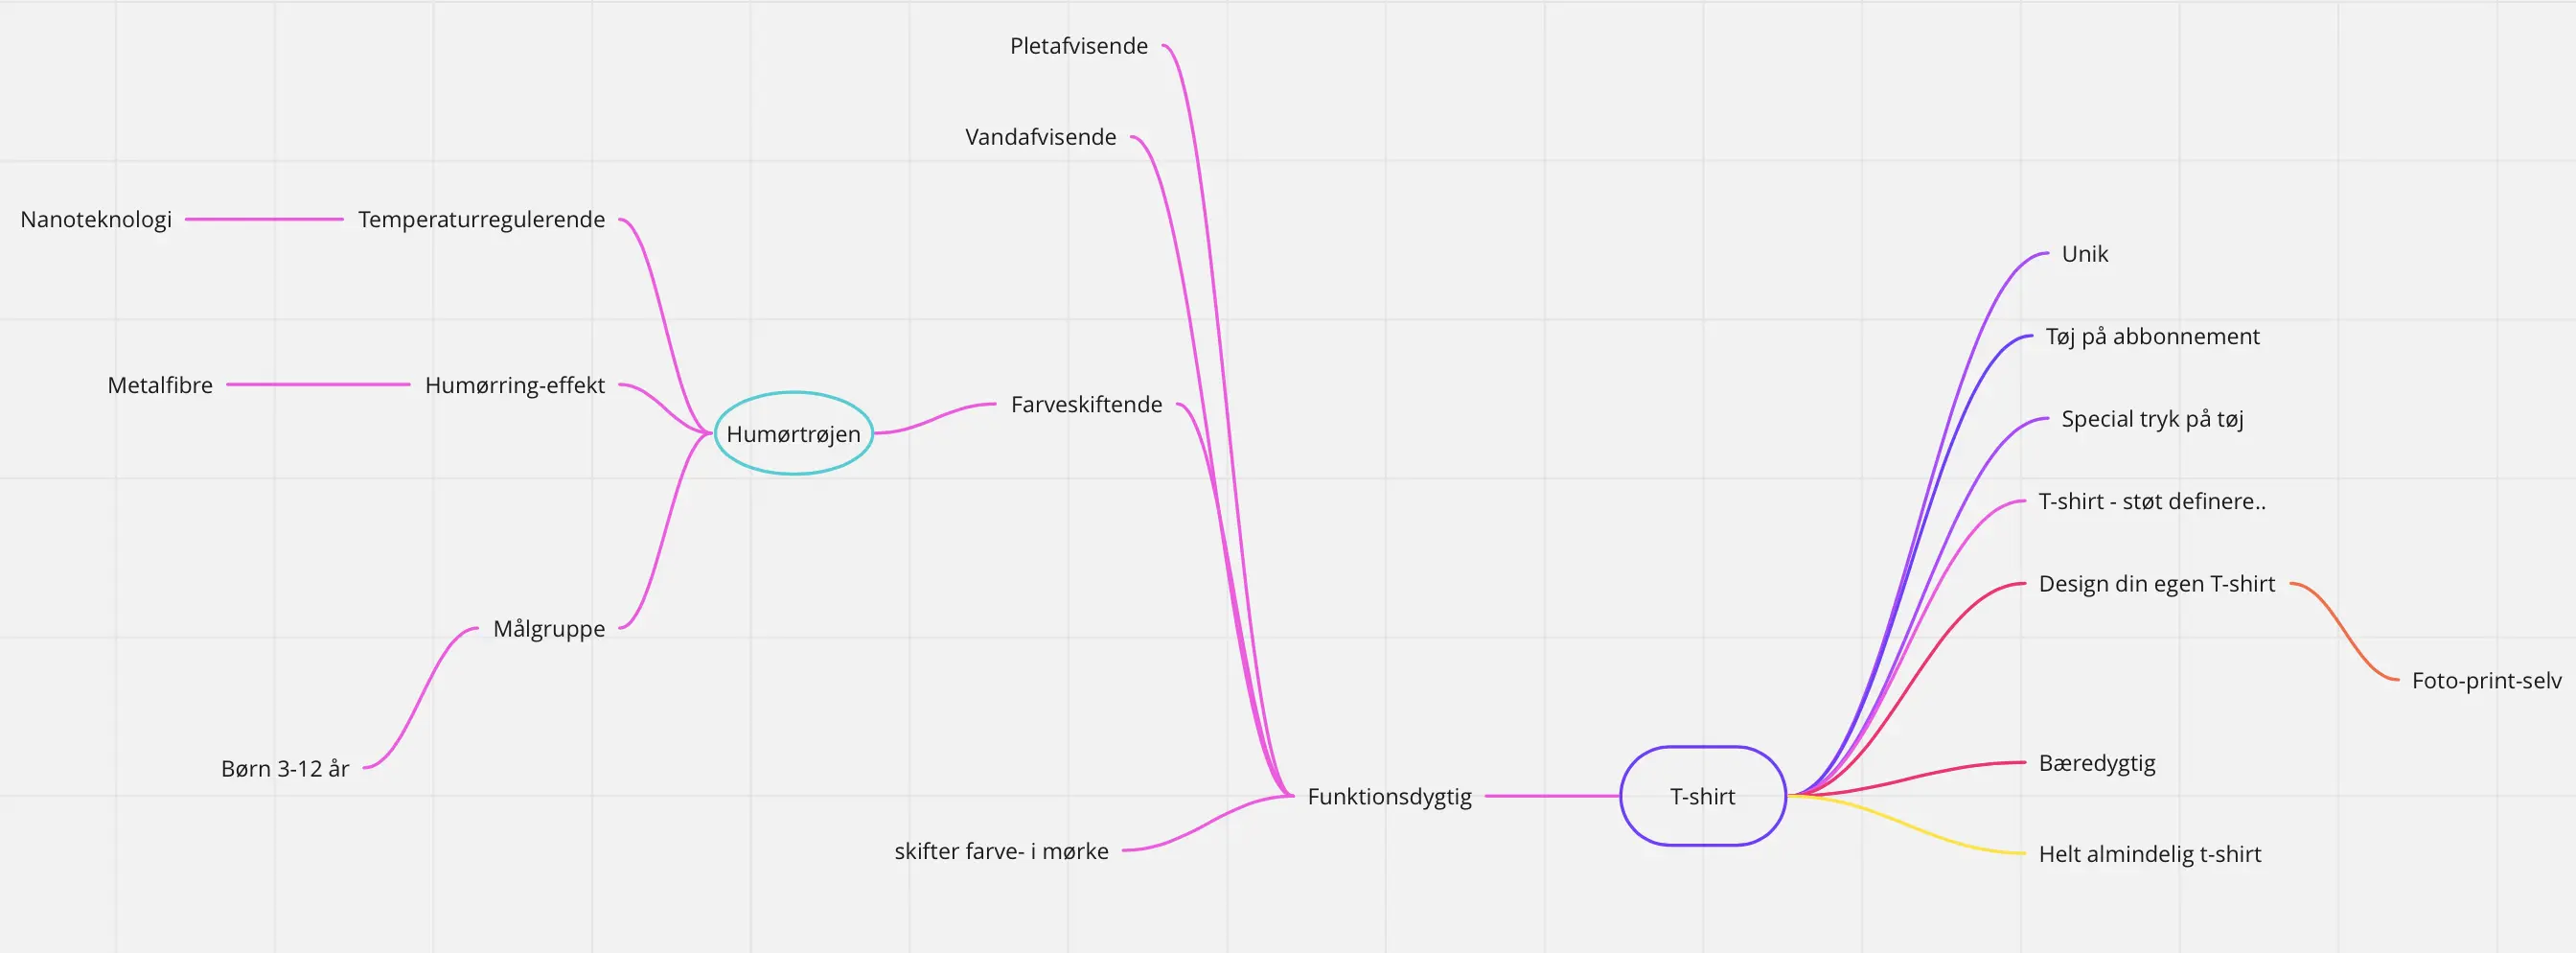 Pletafvisende
Vandafvisende
Nanoteknologi
Temperaturregulerende
Unik
Tøj på abbonnement
Metalfibre
Humørring-effekt
Farveskiftende
Special tryk på tøj
Humørtrøjen
T-shirt - støt definere..
Design din egen T-shirt
Målgruppe
Foto-print-selv
Børn 3-12 år
Bæredygtig
Funktionsdygtig
T-shirt
skifter farve- i mørke
Helt almindelig t-shirt